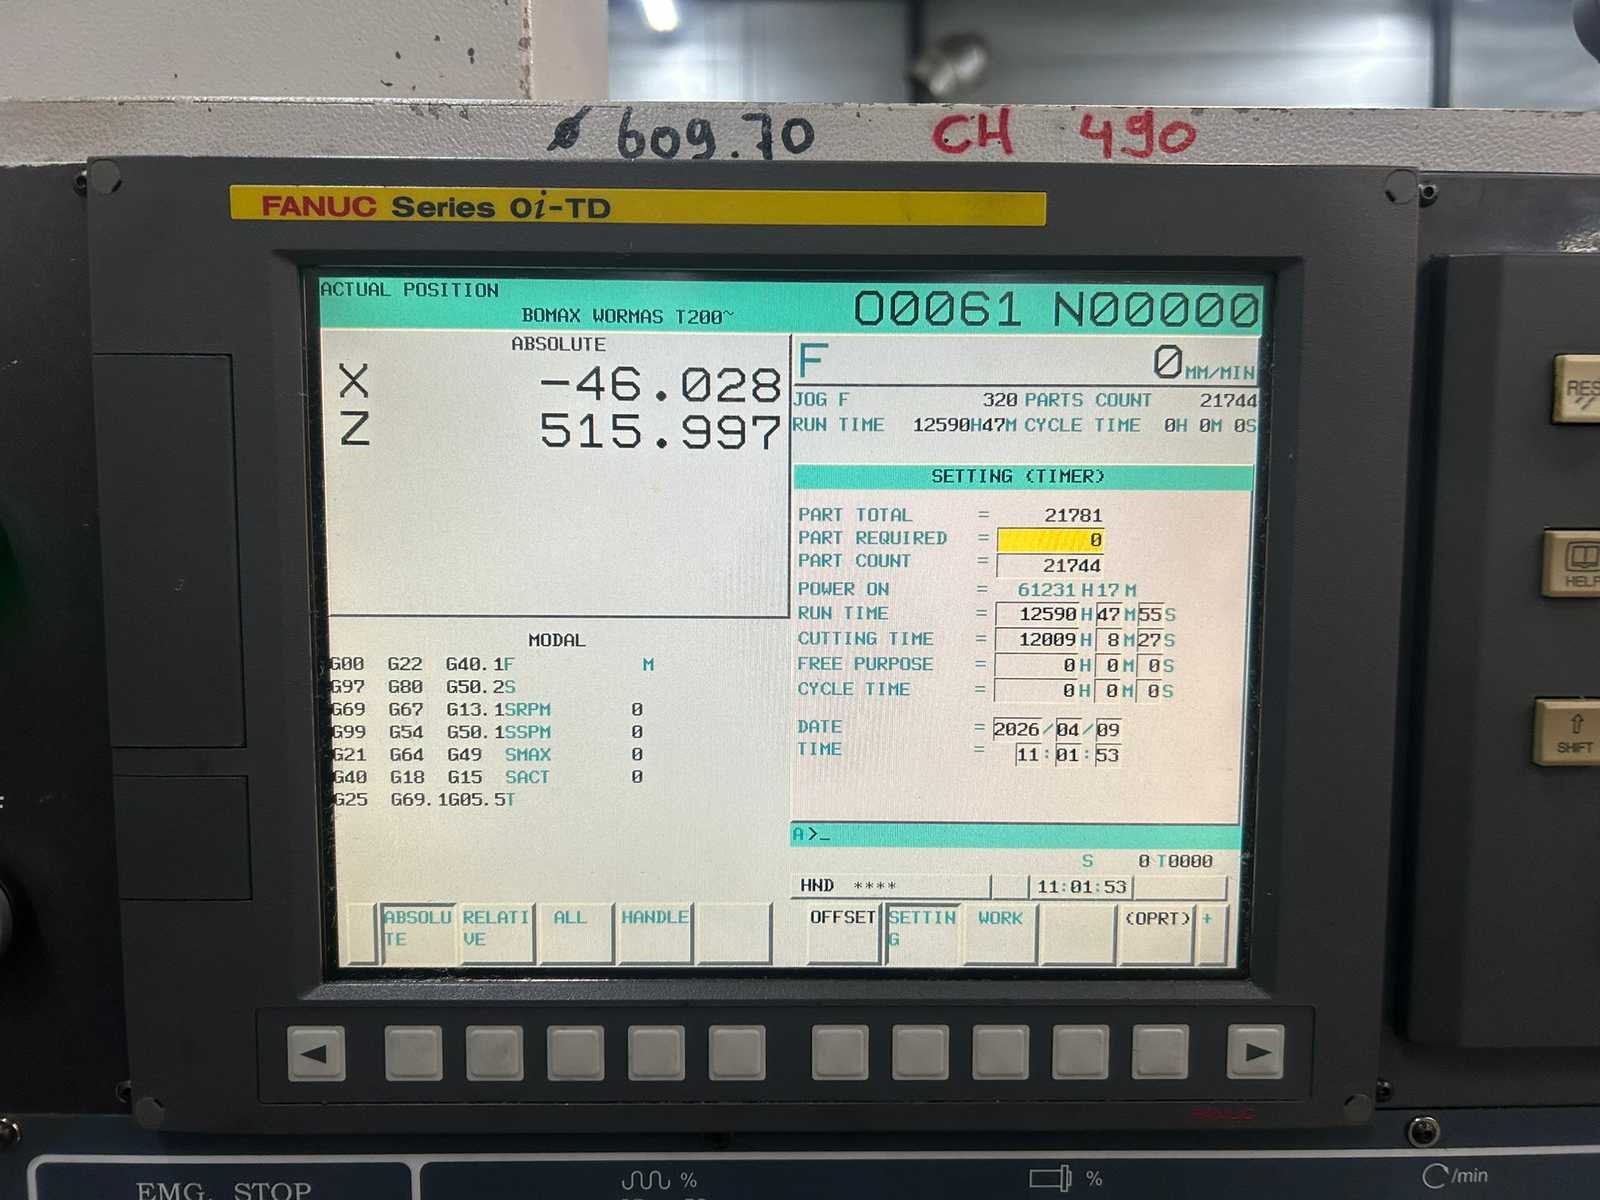 ø 609.70 CH 490
FANUC Series 0i-TD
ACTUAL POSITION
BOMAX WORMAS T200~
O0061 N00000
ABSOLUTE
X -46.028
Z 515.997
F 0 MM/MIN
JOG F 320 PARTS COUNT 21744
RUN TIME 12590H47M CYCLE TIME 0H 0M 0S
SETTING (TIMER)
PART TOTAL = 21781
PART REQUIRED = 0
PART COUNT = 21744
POWER ON = 61231 H 17 M
RUN TIME = 12590 H 47 M 55 S
CUTTING TIME = 12009 H 8 M 27 S
FREE PURPOSE = 0 H 0 M 0 S
CYCLE TIME = 0 H 0 M 0 S
DATE = 2026/04/09
TIME = 11:01:53
MODAL
G00 G22 G40.1 F M
G97 G80 G50.2 S
G69 G67 G13.1 SRPM 0
G99 G54 G50.1 SSPM 0
G21 G64 G49 SMAX 0
G40 G18 G15 SACT 0
G25 G69.1 G05.5 T
A>_
S 0 T0000
HND **** 11:01:53
ABSOLUTE RELATIVE ALL HANDLE
OFFSET SETTING WORK (OPRT) +
RES
HELP
SHIFT
FANUC
EMG. STOP
%
%
/min